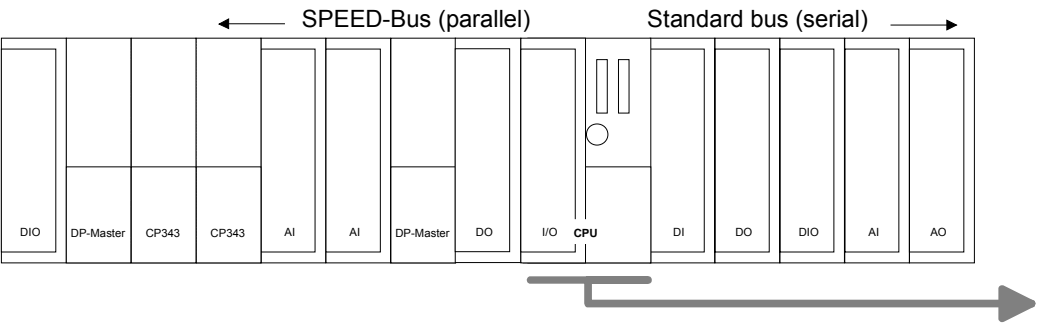 SPEED-Bus (parallel) Standard bus (serial)
DIO DP-Master CP343 CP343 AI AI DP-Master DO I/O CPU DI DO DIO AI AO